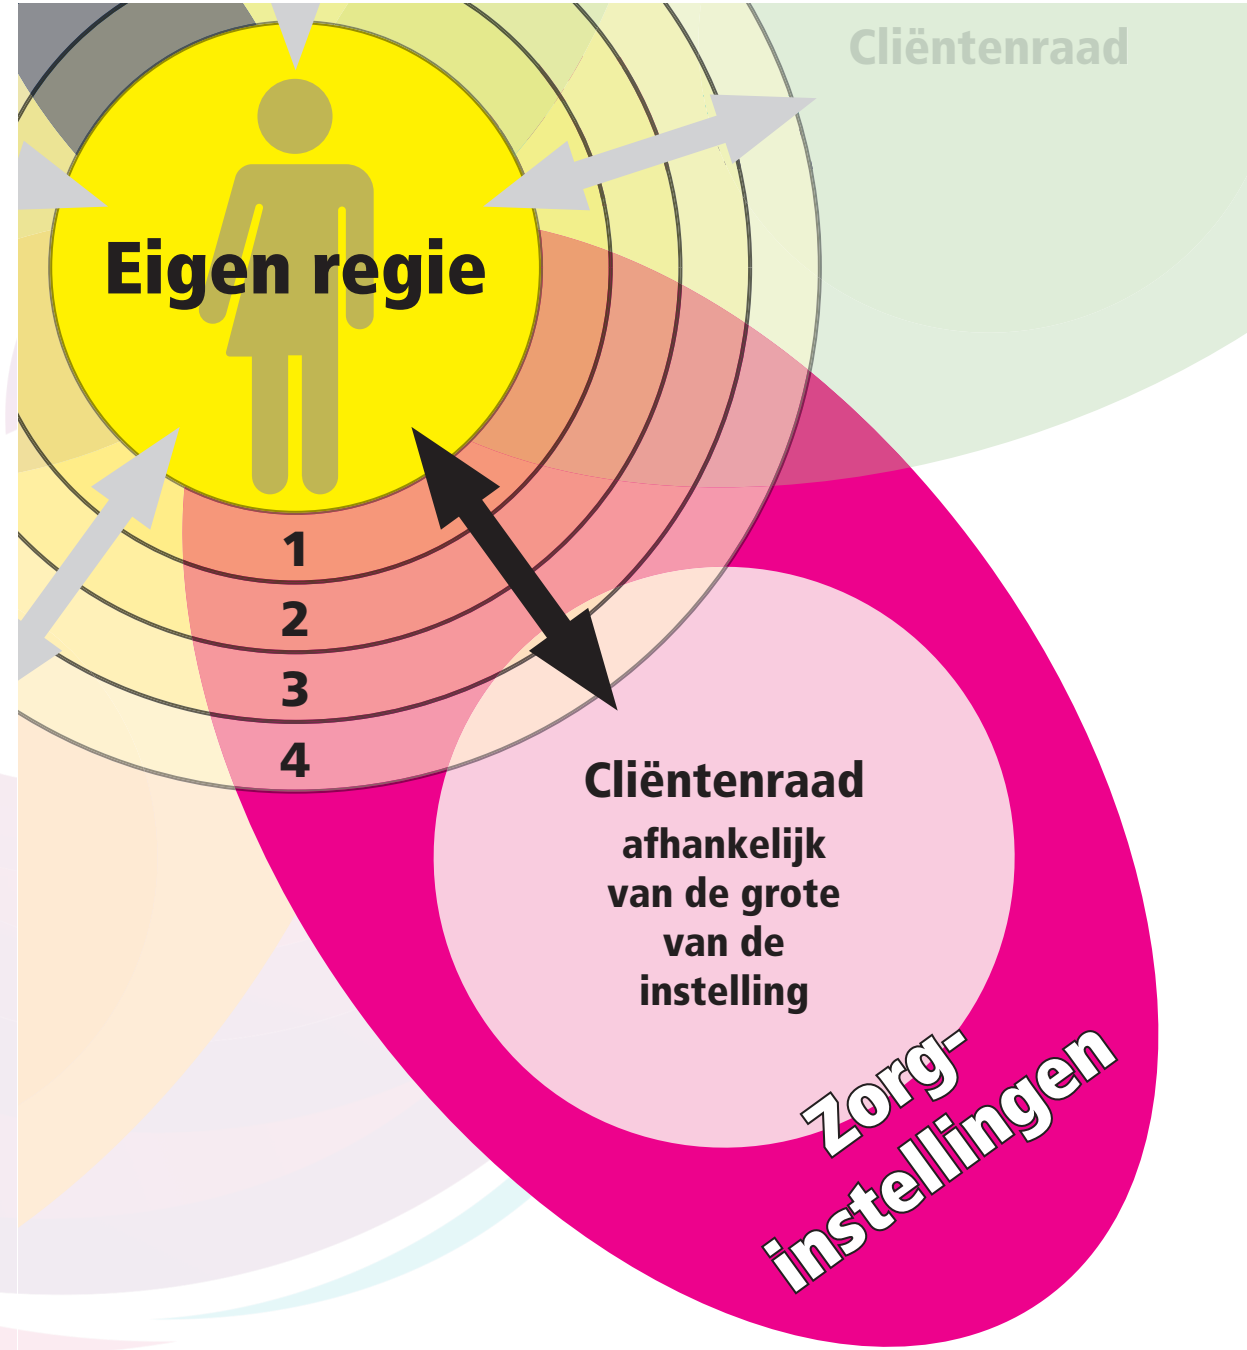 Cliëntenraad
Eigen regie
1
2
3
4
Cliëntenraad
afhankelijk
van de grote
van de
instelling
Zorg-
instellingen